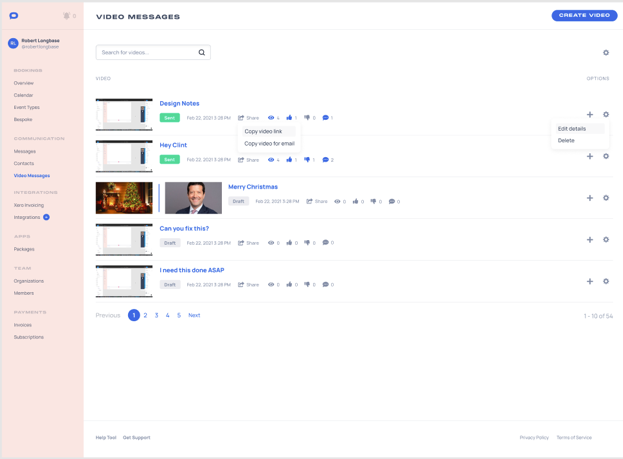 VIDEO MESSAGES
CREATE VIDEO
BL
Robert Longbase
@robertlongbase
BOOKINGS
Overview
Calendar
Event Types
Bespoke
COMMUNICATION
Messages
Contacts
Video Messages
INTEGRATIONS
Xero Invoicing
Integrations
APPS
Packages
TEAM
Organizations
Members
PAYMENTS
Invoices
Subscriptions
Search for videos...
VIDEO
OPTIONS
Design Notes
Sent Feb 22, 2021 3:28 PM Share 4 1 0 1
Copy video link
Copy video for email
Edit details
Delete
Hey Clint
Sent Feb 22, 2021 3:28 PM Share 4 1 1 2
Merry Christmas
Draft Feb 22, 2021 3:28 PM Share 0 0 0 0
Can you fix this?
Draft Feb 22, 2021 3:28 PM Share 0 0 0 0
I need this done ASAP
Draft Feb 22, 2021 3:28 PM Share 0 0 0 0
Previous 1 2 3 4 5 Next
1 - 10 of 54
Help Tool Get Support
Privacy Policy Terms of Service